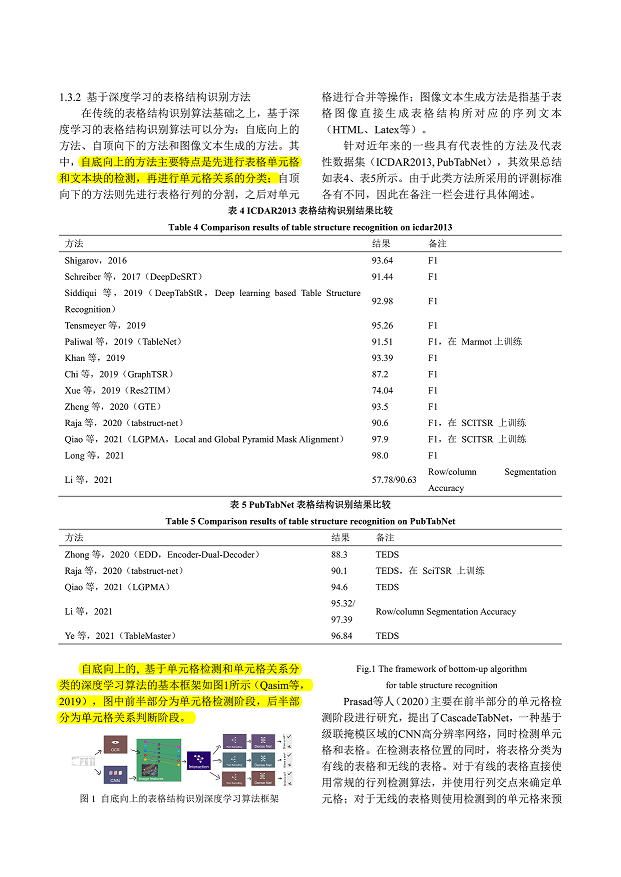 1.3.2 基于深度学习的表格结构识别方法
在传统的表格结构识别算法基础之上，基于深
度学习的表格结构识别算法可以分为：自底向上的
方法、自顶向下的方法和图像文本生成的方法。其
中，自底向上的方法主要特点是先进行表格单元格
和文本块的检测，再进行单元格关系的分类；自顶
向下的方法则先进行表格行列的分割，之后对单元
格进行合并等操作；图像文本生成方法是指基于表
格图像直接生成表格结构所对应的序列文本
（HTML、Latex等）。
针对近年来的一些具有代表性的方法及代表
性数据集（ICDAR2013, PubTabNet），其效果总结
如表4、表5所示。由于此类方法所采用的评测标准
各有不同，因此在备注一栏会进行具体阐述。
表 4 ICDAR2013 表格结构识别结果比较
Table 4 Comparison results of table structure recognition on icdar2013
方法 结果 备注
Shigarov，2016 93.64 F1
Schreiber 等，2017（DeepDeSRT） 91.44 F1
Siddiqui 等，2019（DeepTabStR，Deep learning based Table Structure
Recognition） 92.98 F1
Tensmeyer 等，2019 95.26 F1
Paliwal 等，2019（TableNet） 91.51 F1，在 Marmot 上训练
Khan 等，2019 93.39 F1
Chi 等，2019（GraphTSR） 87.2 F1
Xue 等，2019（Res2TIM） 74.04 F1
Zheng 等，2020（GTE） 93.5 F1
Raja 等，2020（tabstruct-net） 90.6 F1，在 SCITSR 上训练
Qiao 等，2021（LGPMA，Local and Global Pyramid Mask Alignment） 97.9 F1，在 SCITSR 上训练
Long 等，2021 98.0 F1
Li 等，2021 57.78/90.63 Row/column Segmentation
Accuracy
表 5 PubTabNet 表格结构识别结果比较
Table 5 Comparison results of table structure recognition on PubTabNet
方法 结果 备注
Zhong 等，2020（EDD，Encoder-Dual-Decoder） 88.3 TEDS
Raja 等，2020（tabstruct-net） 90.1 TEDS，在 SciTSR 上训练
Qiao 等，2021（LGPMA） 94.6 TEDS
Li 等，2021 95.32/
97.39 Row/column Segmentation Accuracy
Ye 等，2021（TableMaster） 96.84 TEDS
自底向上的，基于单元格检测和单元格关系分
类的深度学习算法的基本框架如图1所示（Qasim等，
2019），图中前半部分为单元格检测阶段，后半部
分为单元格关系判断阶段。
OCR
CNN
Image features
Interaction
Dense Net
Dense Net
Dense Net
图 1 自底向上的表格结构识别深度学习算法框架
Fig.1 The framework of bottom-up algorithm
for table structure recognition
Prasad等人（2020）主要在前半部分的单元格检
测阶段进行研究，提出了CascadeTabNet，一种基于
级联掩模区域的CNN高分辨率网络，同时检测单元
格和表格。在检测表格位置的同时，将表格分类为
有线的表格和无线的表格。对于有线的表格直接使
用常规的行列检测算法，并使用行列交点来确定单
元格；对于无线的表格则使用检测到的单元格来预